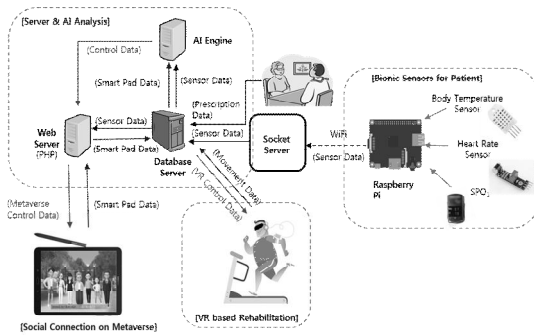 [Server & AI Analysis]
AI Engine
(Control Data)
(Smart Pad Data)
(Sensor Data)
(Prescription
Data)
[Bionic Sensors for Patient]
Body Temperature
Sensor
Web
Server
(PHP)
(Sensor Data)
(Smart Pad Data)
(Sensor Data)
Database
Server
Socket
Server
WiFi
(Sensor Data)
Heart Rate
Sensor
Raspberry
Pi
SPO2
(Movement Data)
(VR Control Data)
(Metaverse
Control Data)
(Smart Pad Data)
[VR based Rehabilitation]
[Social Connection on Metaverse]